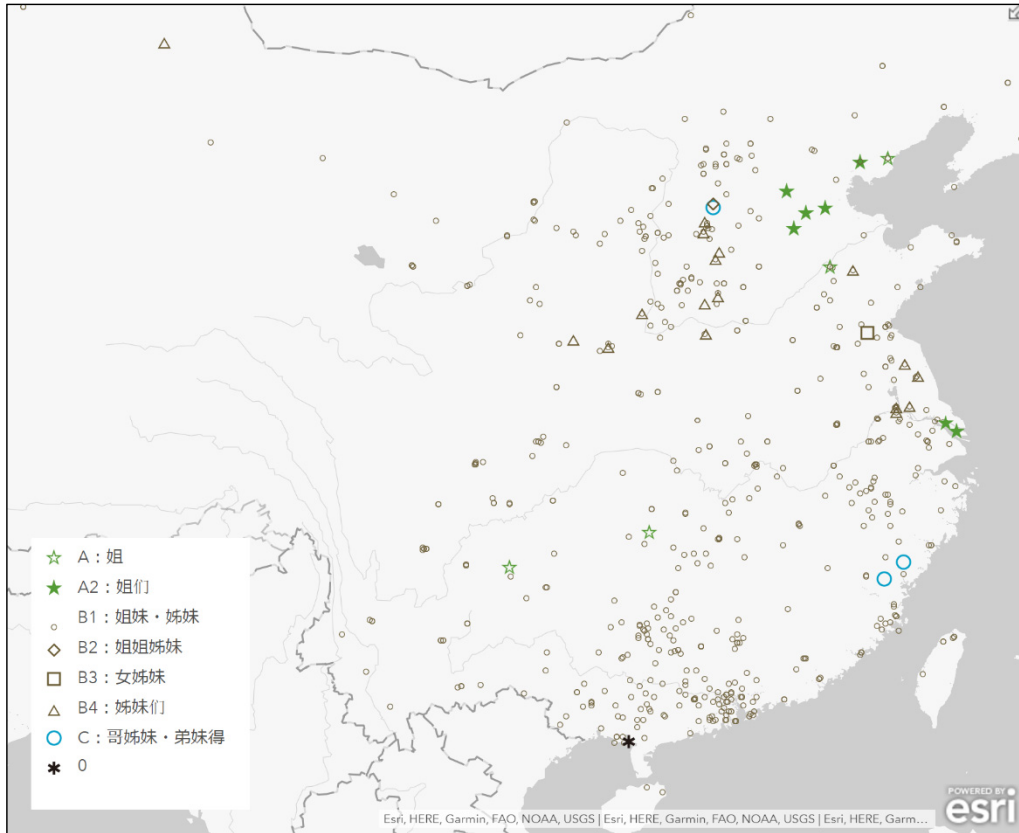 A：姐
A2：姐们
B1：姐妹・姊妹
B2：姐姐姊妹
B3：女姊妹
B4：姊妹们
C：哥姊妹・弟妹得
0
Esri, HERE, Garmin, FAO, NOAA, USGS | Esri, HERE, Garmin, FAO, NOAA, USGS | Esri, HERE, Garm...
POWERED BY
esri